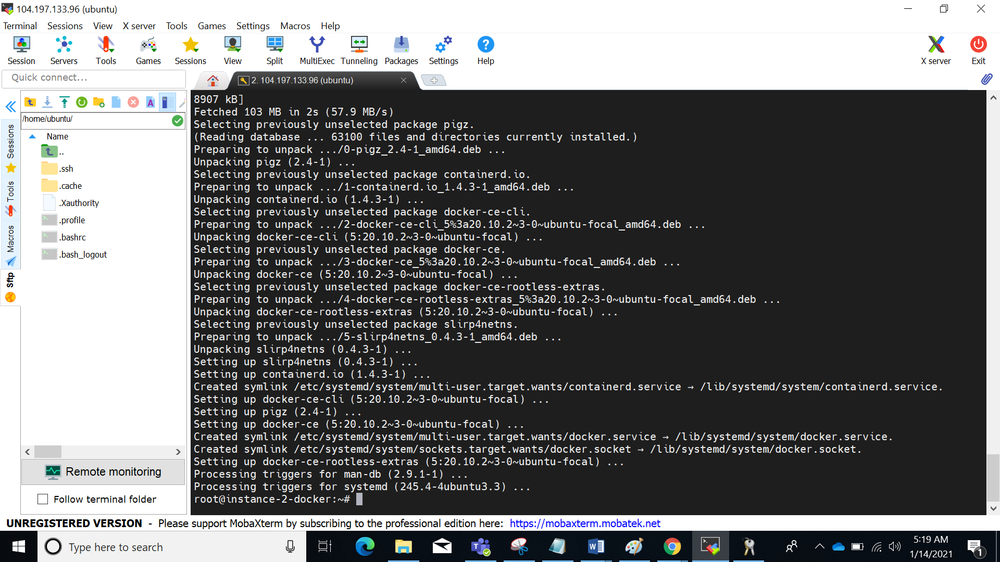 104.197.133.96 (ubuntu)
Terminal Sessions View X server Tools Games Settings Macros Help
Session Servers Tools Games Sessions View Split MultiExec Tunneling Packages Settings Help X server Exit
Quick connect...
2. 104.197.133.96 (ubuntu)
/home/ubuntu/
Name
..
.ssh
.cache
.Xauthority
.profile
.bashrc
.bash_logout
Sessions
Tools
Macros
Sftp
Remote monitoring
Follow terminal folder
8907 kB]
Fetched 103 MB in 2s (57.9 MB/s)
Selecting previously unselected package pigz.
(Reading database ... 63100 files and directories currently installed.)
Preparing to unpack .../0-pigz_2.4-1_amd64.deb ...
Unpacking pigz (2.4-1) ...
Selecting previously unselected package containerd.io.
Preparing to unpack .../1-containerd.io_1.4.3-1_amd64.deb ...
Unpacking containerd.io (1.4.3-1) ...
Selecting previously unselected package docker-ce-cli.
Preparing to unpack .../2-docker-ce-cli_5%3a20.10.2~3-0~ubuntu-focal_amd64.deb ...
Unpacking docker-ce-cli (5:20.10.2~3-0~ubuntu-focal) ...
Selecting previously unselected package docker-ce.
Preparing to unpack .../3-docker-ce_5%3a20.10.2~3-0~ubuntu-focal_amd64.deb ...
Unpacking docker-ce (5:20.10.2~3-0~ubuntu-focal) ...
Selecting previously unselected package docker-ce-rootless-extras.
Preparing to unpack .../4-docker-ce-rootless-extras_5%3a20.10.2~3-0~ubuntu-focal_amd64.deb ...
Unpacking docker-ce-rootless-extras (5:20.10.2~3-0~ubuntu-focal) ...
Selecting previously unselected package slirp4netns.
Preparing to unpack .../5-slirp4netns_0.4.3-1_amd64.deb ...
Unpacking slirp4netns (0.4.3-1) ...
Setting up slirp4netns (0.4.3-1) ...
Setting up containerd.io (1.4.3-1) ...
Created symlink /etc/systemd/system/multi-user.target.wants/containerd.service → /lib/systemd/system/containerd.service.
Setting up docker-ce-cli (5:20.10.2~3-0~ubuntu-focal) ...
Setting up pigz (2.4-1) ...
Setting up docker-ce (5:20.10.2~3-0~ubuntu-focal) ...
Created symlink /etc/systemd/system/multi-user.target.wants/docker.service → /lib/systemd/system/docker.service.
Created symlink /etc/systemd/system/sockets.target.wants/docker.socket → /lib/systemd/system/docker.socket.
Setting up docker-ce-rootless-extras (5:20.10.2~3-0~ubuntu-focal) ...
Processing triggers for man-db (2.9.1-1) ...
Processing triggers for systemd (245.4-4ubuntu3.3) ...
root@instance-2-docker:~#
UNREGISTERED VERSION - Please support MobaXterm by subscribing to the professional edition here: https://mobaxterm.mobatek.net
Type here to search
5:19 AM
1/14/2021
1